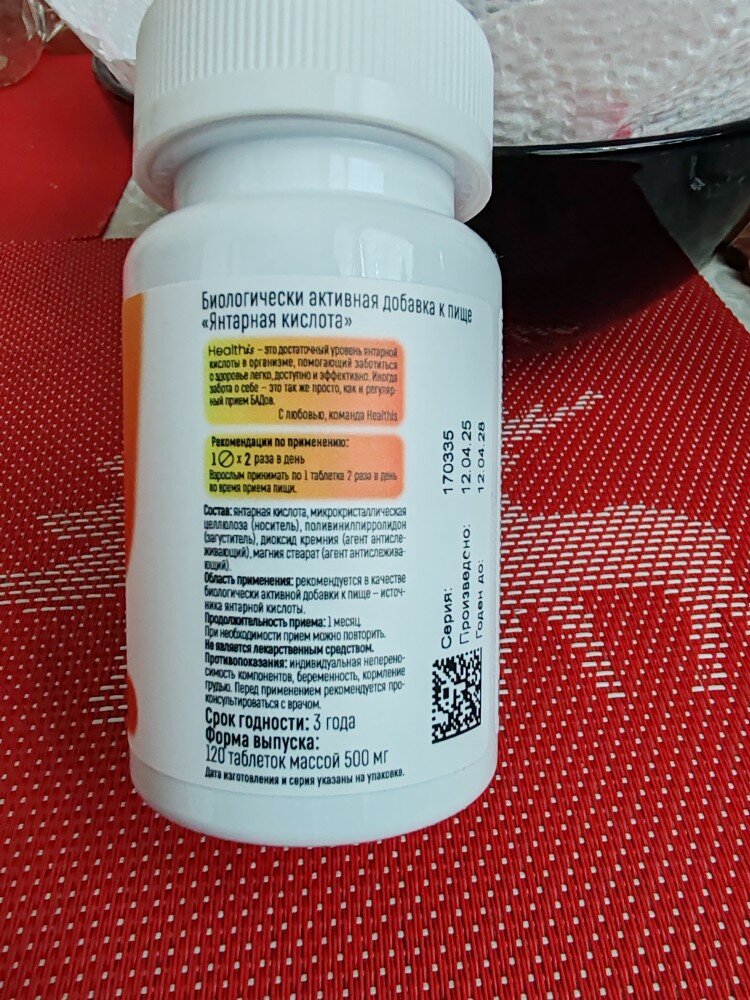 Биологически активная добавка к пище
«Янтарная кислота»
Healthis – это достаточный уровень янтарной
кислоты в организме, помогающий заботиться
о здоровье легко, доступно и эффективно. Иногда
забота о себе – это так же просто, как и регуляр-
ный прием БАДов.
С любовью, команда Healthis
Рекомендации по применению:
1 x 2 раза в день
Взрослым принимать по 1 таблетке 2 раза в день
во время приема пищи.
Состав: янтарная кислота, микрокристаллическая
целлюлоза (носитель), поливинилпирролидон
(загуститель), диоксид кремния (агент антисле-
живающий), магния стеарат (агент антислежива-
ющий).
Область применения: рекомендуется в качестве
биологически активной добавки к пище – источ-
ника янтарной кислоты.
Продолжительность приема: 1 месяц.
При необходимости прием можно повторить.
Не является лекарственным средством.
Противопоказания: индивидуальная неперено-
симость компонентов, беременность, кормление
грудью. Перед применением рекомендуется про-
консультироваться с врачом.
Срок годности: 3 года
Форма выпуска:
120 таблеток массой 500 мг
Дата изготовления и серия указаны на упаковке.
Серия: 170335
Произведено: 12.04.25
Годен до: 12.04.28